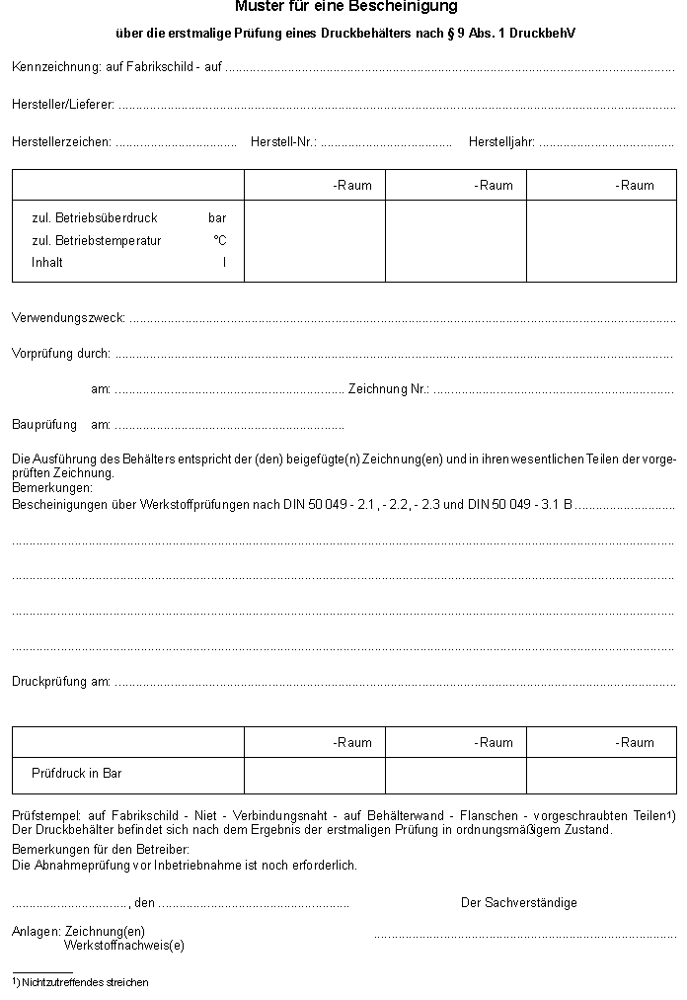 Muster für eine Bescheinigung
über die erstmalige Prüfung eines Druckbehälters nach § 9 Abs. 1 DruckbehV
Kennzeichnung: auf Fabrikschild - auf ................................................................
Hersteller/Lieferer: ................................................................
Herstellerzeichen: ................................... Herstell-Nr.: ...................................... Herstelljahr: .......................................
-Raum -Raum -Raum
zul. Betriebsüberdruck bar
zul. Betriebstemperatur °C
Inhalt l
Verwendungszweck: ................................................................
Vorprüfung durch: ................................................................
am: .................................................................. Zeichnung Nr.: .....................................................................
Bauprüfung am: ..................................................................
Die Ausführung des Behälters entspricht der (den) beigefügte(n) Zeichnung(en) und in ihren wesentlichen Teilen der vorge-
prüften Zeichnung.
Bemerkungen:
Bescheinigungen über Werkstoffprüfungen nach DIN 50 049 - 2.1, - 2.2, - 2.3 und DIN 50 049 - 3.1 B .............................
................................................................
................................................................
................................................................
................................................................
Druckprüfung am: ................................................................
-Raum -Raum -Raum
Prüfdruck in Bar
Prüfstempel: auf Fabrikschild - Niet - Verbindungsnaht - auf Behälterwand - Flanschen - vorgeschraubten Teilen1)
Der Druckbehälter befindet sich nach dem Ergebnis der erstmaligen Prüfung in ordnungsmäßigem Zustand.
Bemerkungen für den Betreiber:
Die Abnahmeprüfung vor Inbetriebnahme ist noch erforderlich.
................................., den ....................................................... Der Sachverständige
Anlagen: Zeichnung(en) ................................................................
Werkstoffnachweis(e)
1) Nichtzutreffendes streichen